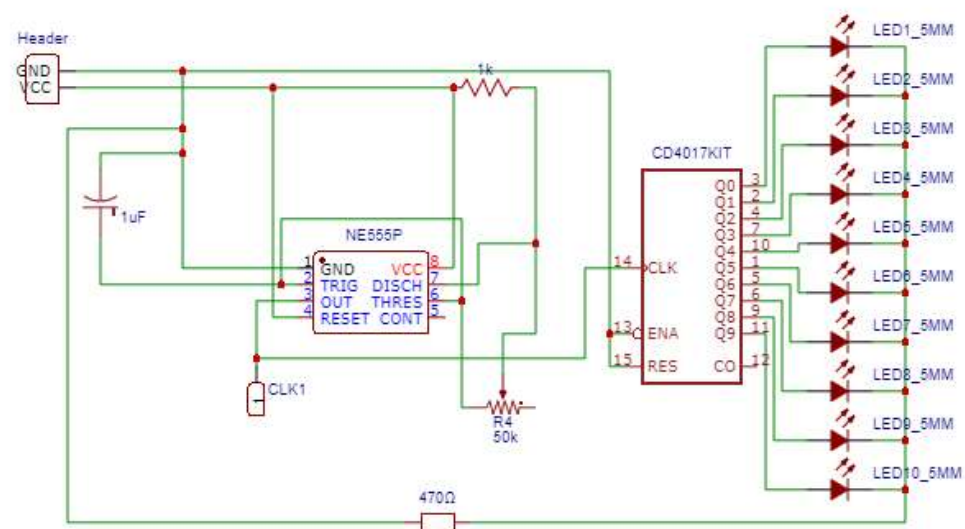 Header
GND
VCC
1uF
1k
NE555P
1 GND VCC 8
2 TRIG DISCH 7
3 OUT THRES 6
4 RESET CONT 5
CLK1
1
R4
50k
470Ω
CD4017KIT
14 CLK
13 ENA
15 RES
Q0 3
Q1 2
Q2 4
Q3 7
Q4 10
Q5 1
Q6 5
Q7 6
Q8 9
Q9 11
CO 12
LED1_5MM
LED2_5MM
LED3_5MM
LED4_5MM
LED5_5MM
LED6_5MM
LED7_5MM
LED8_5MM
LED9_5MM
LED10_5MM